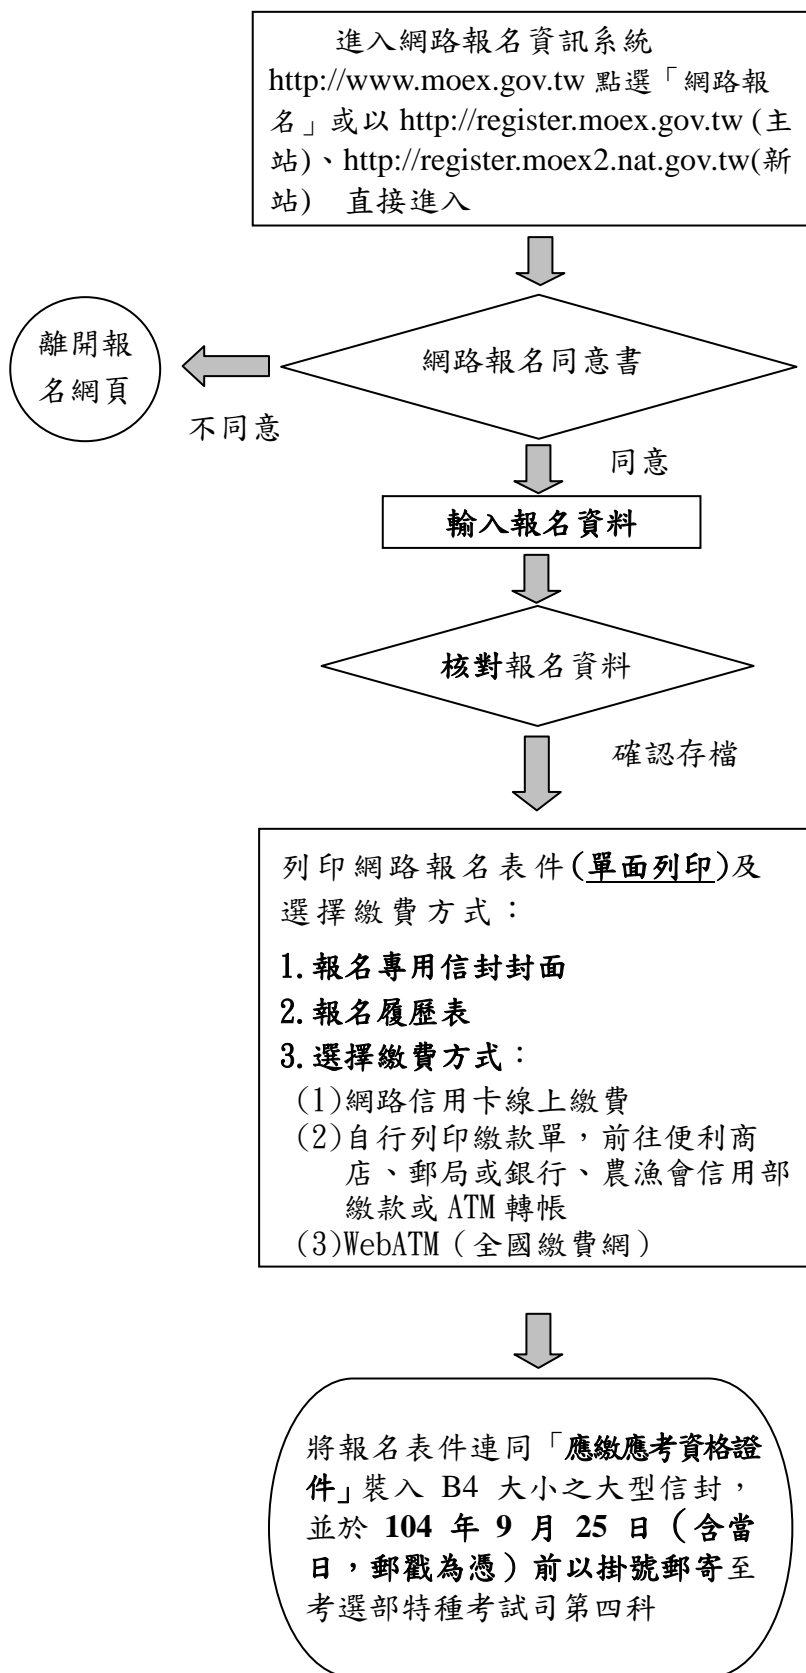 進入網路報名資訊系統
http://www.moex.gov.tw 點選「網路報
名」或以 http://register.moex.gov.tw (主
站)、http://register.moex2.nat.gov.tw(新
站) 直接進入
網路報名同意書
離開報
名網頁
不同意
同意
輸入報名資料
核對報名資料
確認存檔
列印網路報名表件(單面列印)及
選擇繳費方式：
1.報名專用信封封面
2.報名履歷表
3.選擇繳費方式：
(1)網路信用卡線上繳費
(2)自行列印繳款單，前往便利商
店、郵局或銀行、農漁會信用部
繳款或 ATM 轉帳
(3)WebATM（全國繳費網）
將報名表件連同「應繳應考資格證
件」裝入 B4 大小之大型信封，
並於 104 年 9 月 25 日（含當
日，郵戳為憑）前以掛號郵寄至
考選部特種考試司第四科